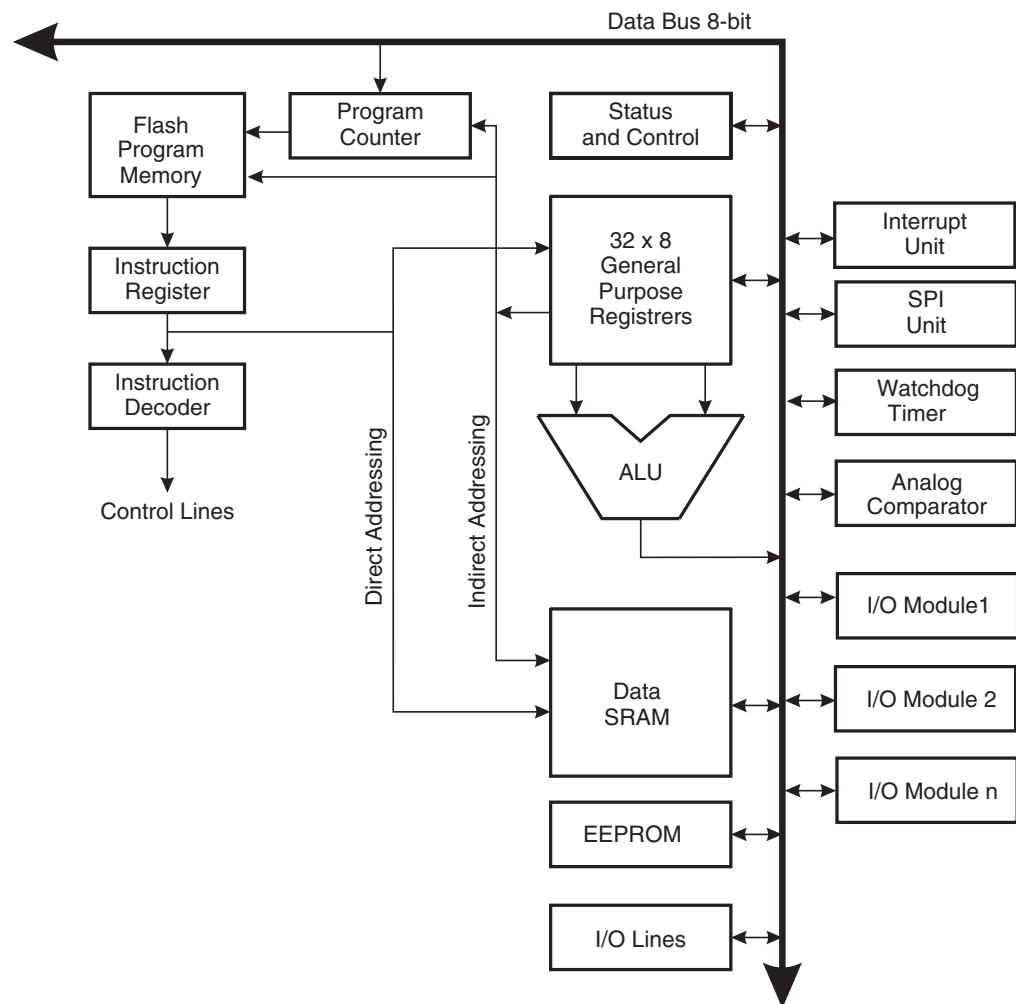 Data Bus 8-bit
Flash
Program
Memory
Program
Counter
Status
and Control
32 x 8
General
Purpose
Registrers
Interrupt
Unit
Instruction
Register
SPI
Unit
Instruction
Decoder
Watchdog
Timer
Control Lines
Direct Addressing
Indirect Addressing
ALU
Analog
Comparator
I/O Module1
Data
SRAM
I/O Module 2
I/O Module n
EEPROM
I/O Lines